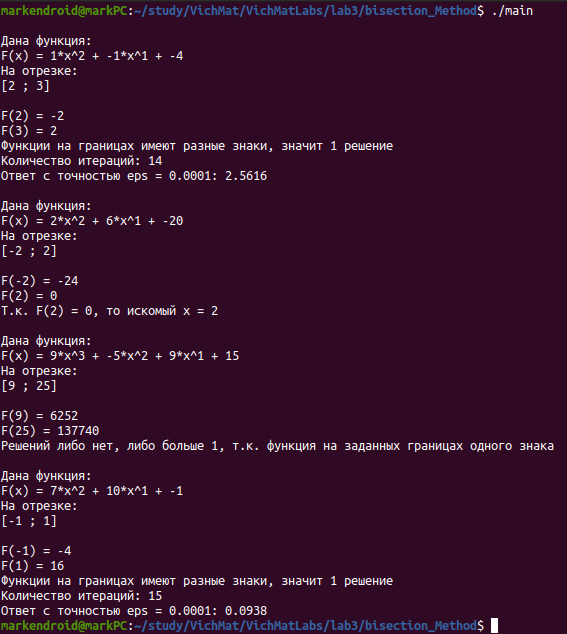 markendroid@markPC:~/study/VichMat/VichMatLabs/lab3/bisection_Method$ ./main
Дана функция:
F(x) = 1*x^2 + -1*x^1 + -4
На отрезке:
[2 ; 3]
F(2) = -2
F(3) = 2
Функции на границах имеют разные знаки, значит 1 решение
Количество итераций: 14
Ответ с точностью eps = 0.0001: 2.5616
Дана функция:
F(x) = 2*x^2 + 6*x^1 + -20
На отрезке:
[-2 ; 2]
F(-2) = -24
F(2) = 0
Т.к. F(2) = 0, то искомый x = 2
Дана функция:
F(x) = 9*x^3 + -5*x^2 + 9*x^1 + 15
На отрезке:
[9 ; 25]
F(9) = 6252
F(25) = 137740
Решений либо нет, либо больше 1, т.к. функция на заданных границах одного знака
Дана функция:
F(x) = 7*x^2 + 10*x^1 + -1
На отрезке:
[-1 ; 1]
F(-1) = -4
F(1) = 16
Функции на границах имеют разные знаки, значит 1 решение
Количество итераций: 15
Ответ с точностью eps = 0.0001: 0.0938
markendroid@markPC:~/study/VichMat/VichMatLabs/lab3/bisection_Method$